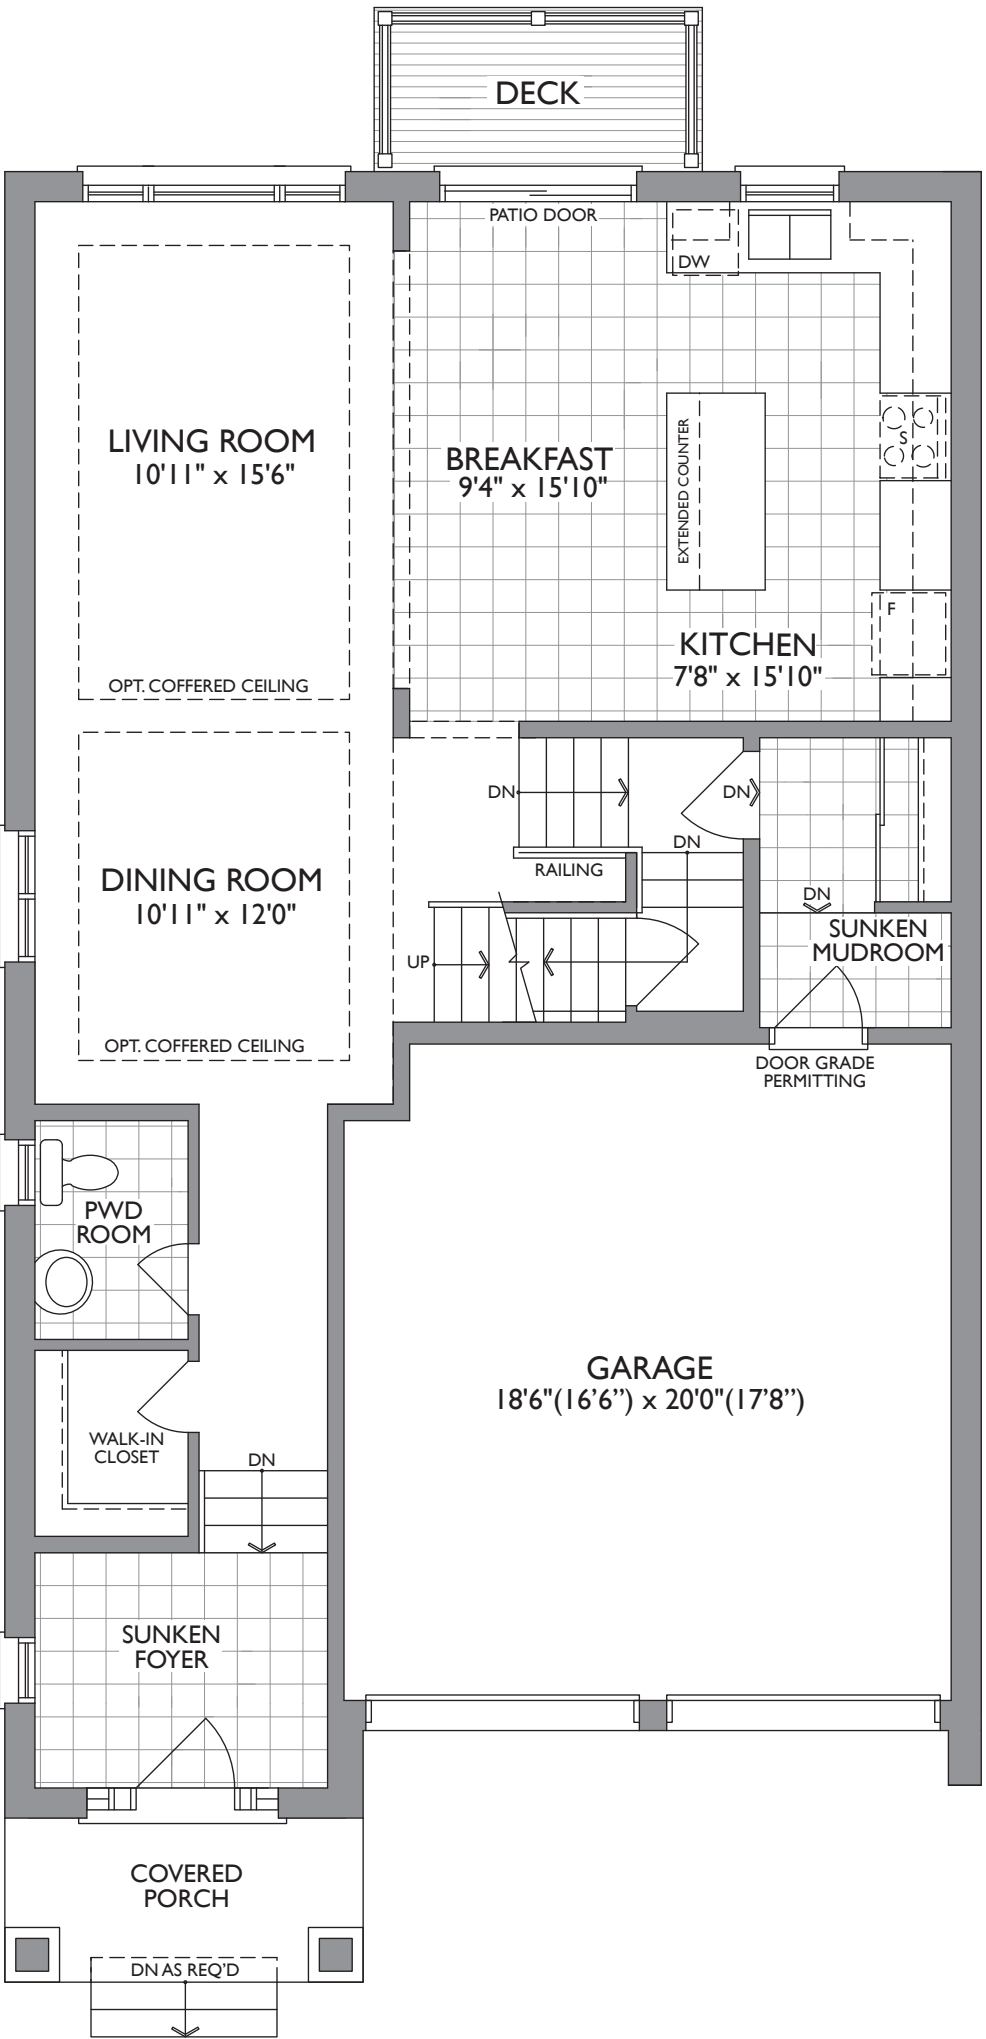 DECK
PATIO DOOR
DW
LIVING ROOM
10'11" x 15'6"
BREAKFAST
9'4" x 15'10"
EXTENDED COUNTER
S
F
KITCHEN
7'8" x 15'10"
OPT. COFFERED CEILING
DN
DN
DN
RAILING
DINING ROOM
10'11" x 12'0"
DN
SUNKEN
MUDROOM
UP
OPT. COFFERED CEILING
DOOR GRADE
PERMITTING
PWD
ROOM
GARAGE
18'6"(16’6”) x 20'0"(17’8”)
WALK-IN
CLOSET
DN
SUNKEN
FOYER
COVERED
PORCH
DN AS REQ'D